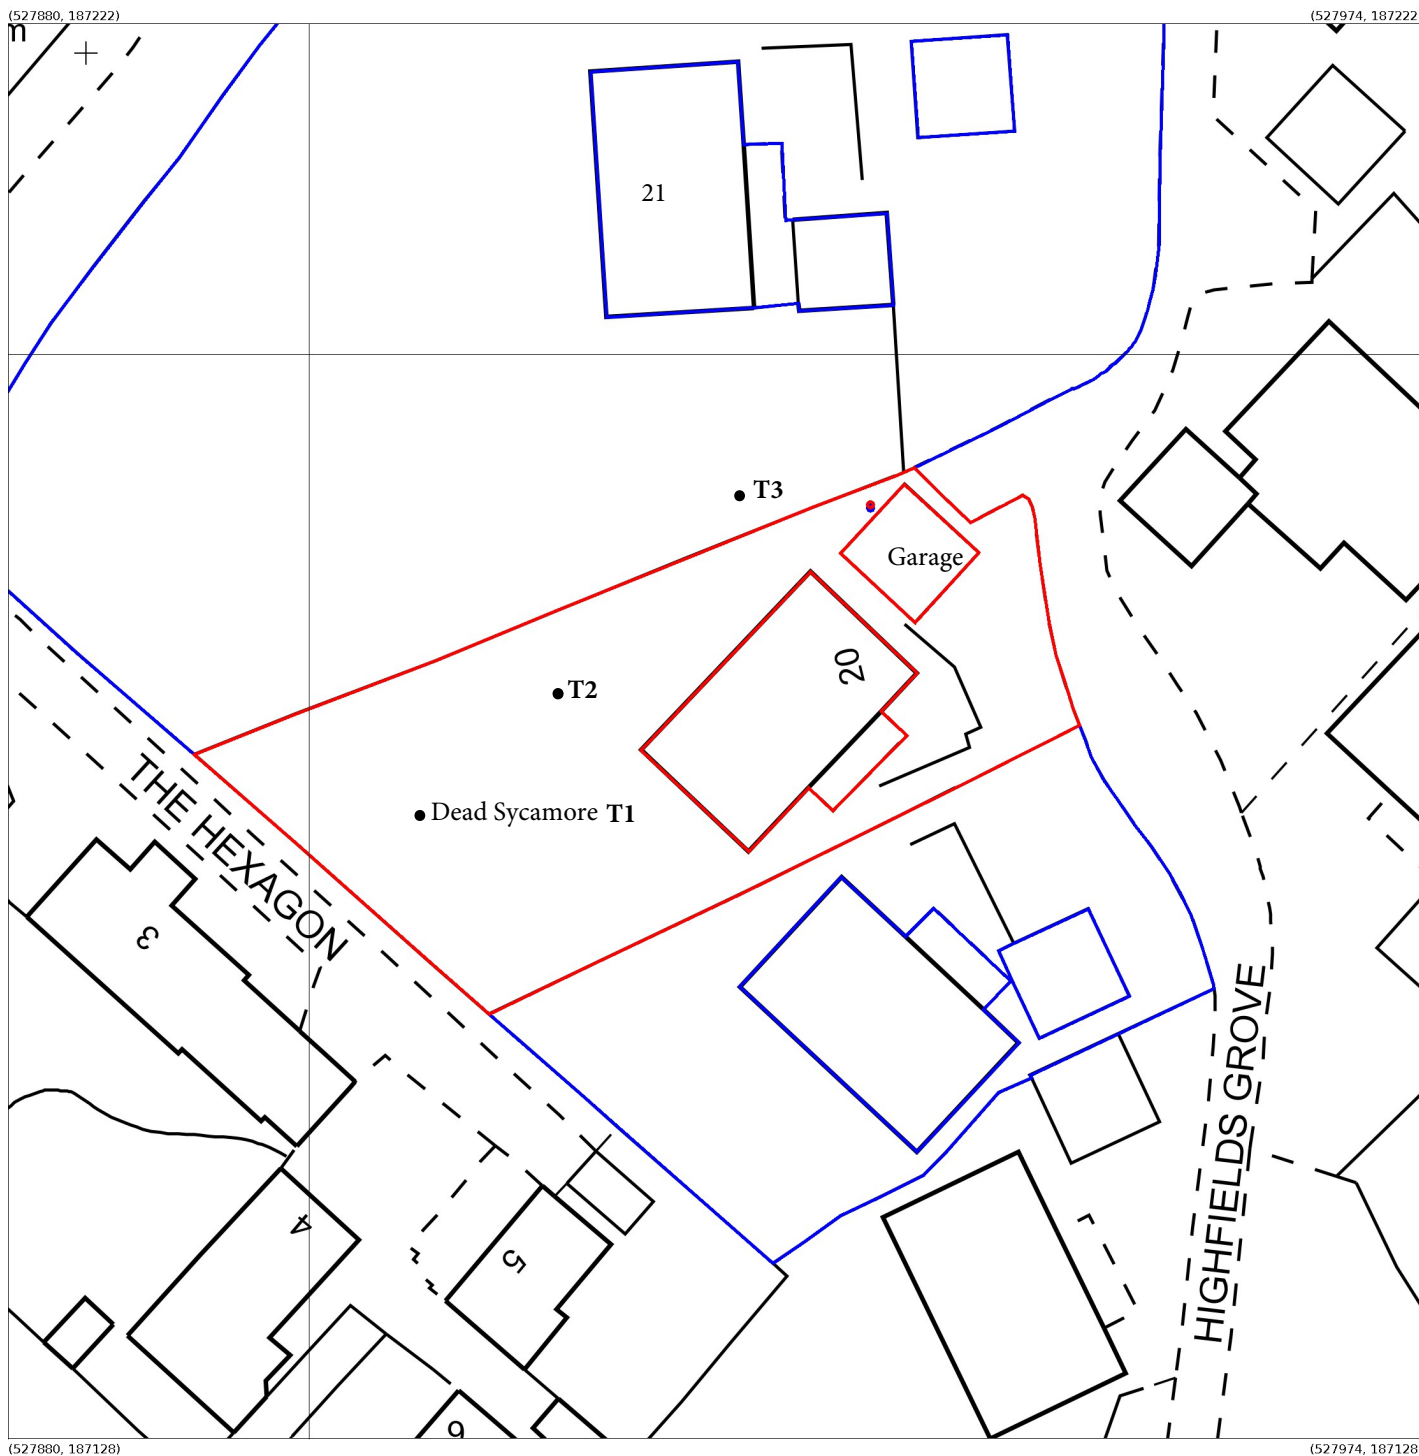 (527880, 187222)
(527974, 187222
m
21
T3
Garage
20
T2
Dead Sycamore T1
THE HEXAGON
3
HIGHFIELDS GROVE
4
5
6
(527880, 187128)
(527974, 187128